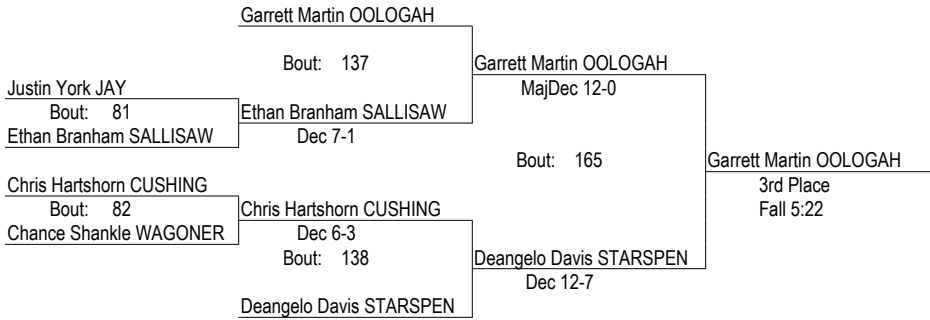 Garrett Martin OOLOGAH
Bout: 137
Garrett Martin OOLOGAH
Justin York JAY
MajDec 12-0
Bout: 81
Ethan Branham SALLISAW
Ethan Branham SALLISAW
Dec 7-1
Bout: 165
Garrett Martin OOLOGAH
Chris Hartshorn CUSHING
3rd Place
Bout: 82
Chris Hartshorn CUSHING
Fall 5:22
Chance Shankle WAGONER
Dec 6-3
Bout: 138
Deangelo Davis STARSPEN
Dec 12-7
Deangelo Davis STARSPEN